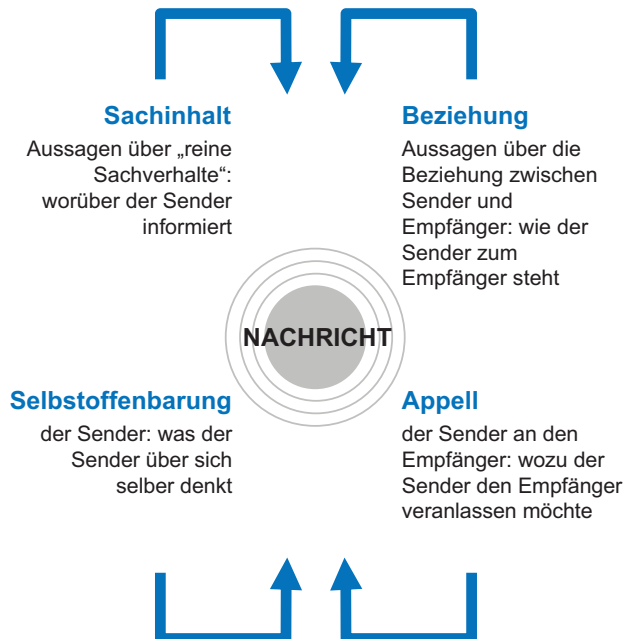 Sachinhalt
Aussagen über „reine
Sachverhalte“:
worüber der Sender
informiert
Beziehung
Aussagen über die
Beziehung zwischen
Sender und
Empfänger: wie der
Sender zum
Empfänger steht
NACHRICHT
Selbstoffenbarung
der Sender: was der
Sender über sich
selber denkt
Appell
der Sender an den
Empfänger: wozu der
Sender den Empfänger
veranlassen möchte